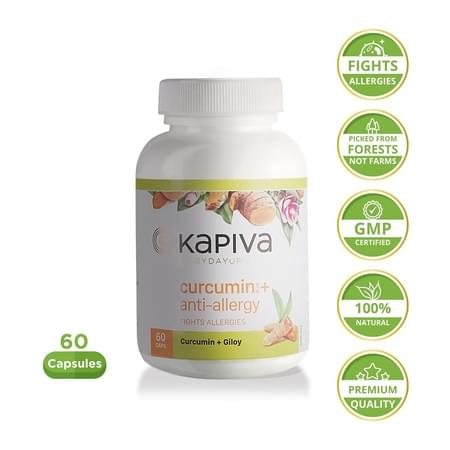 KAPIVA
curcumin +
anti-allergy
FIGHTS ALLERGIES
60
CAPS
Curcumin + Giloy
60
Capsules
FIGHTS
ALLERGIES
PICKED FROM
FORESTS
NOT FARMS
GMP
CERTIFIED
100%
NATURAL
PREMIUM
QUALITY